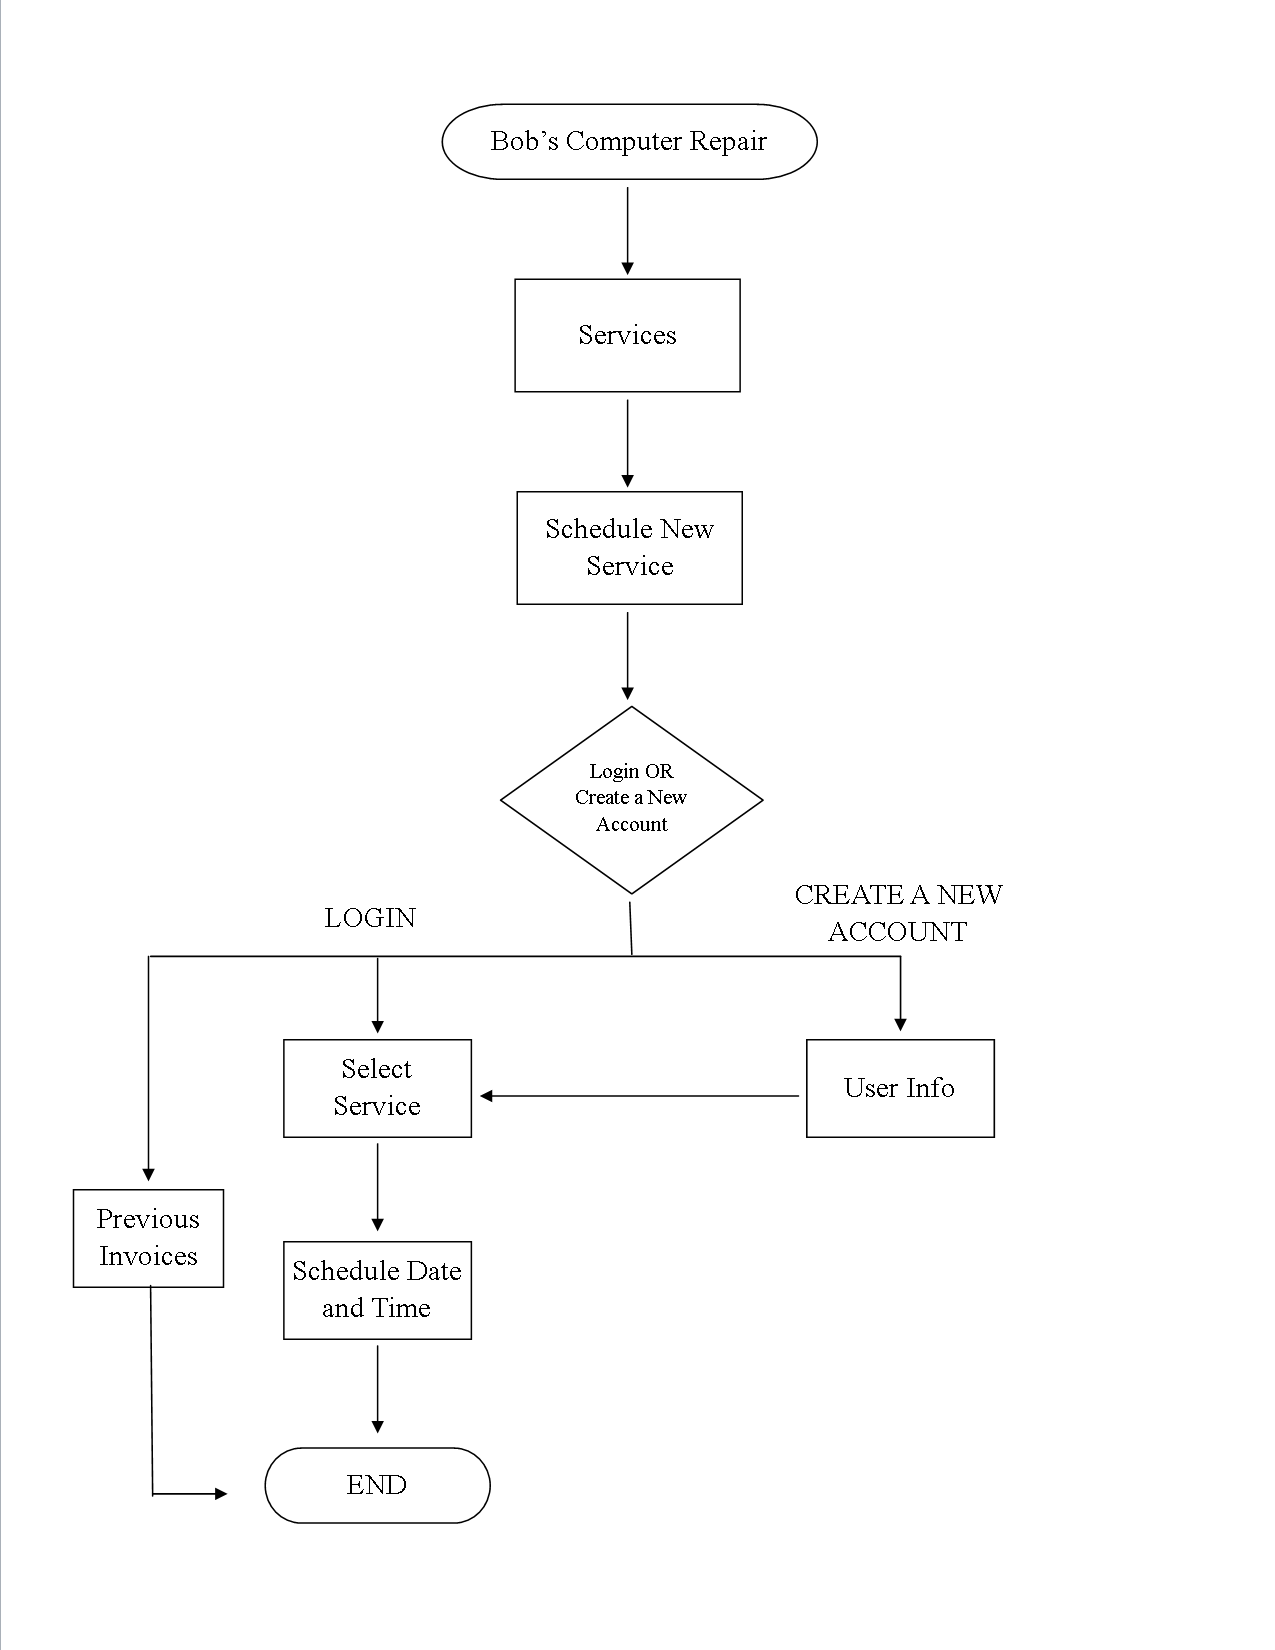 Bob’s Computer Repair
Services
Schedule New
Service
Login OR
Create a New
Account
LOGIN
CREATE A NEW
ACCOUNT
Select
Service
User Info
Previous
Invoices
Schedule Date
and Time
END